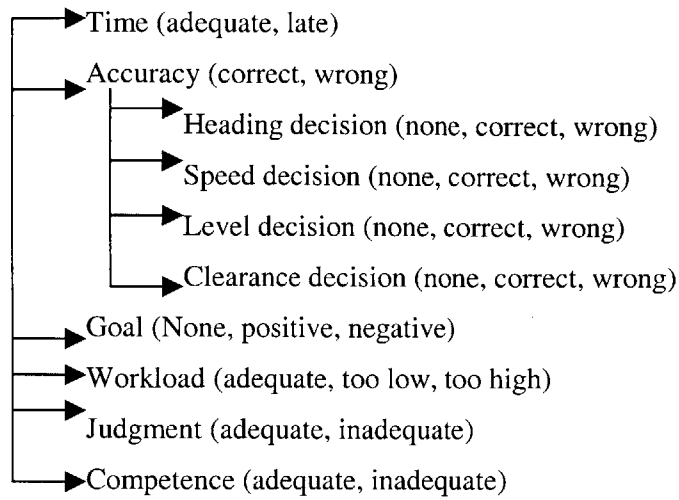 Time (adequate, late)
Accuracy (correct, wrong)
Heading decision (none, correct, wrong)
Speed decision (none, correct, wrong)
Level decision (none, correct, wrong)
Clearance decision (none, correct, wrong)
Goal (None, positive, negative)
Workload (adequate, too low, too high)
Judgment (adequate, inadequate)
Competence (adequate, inadequate)